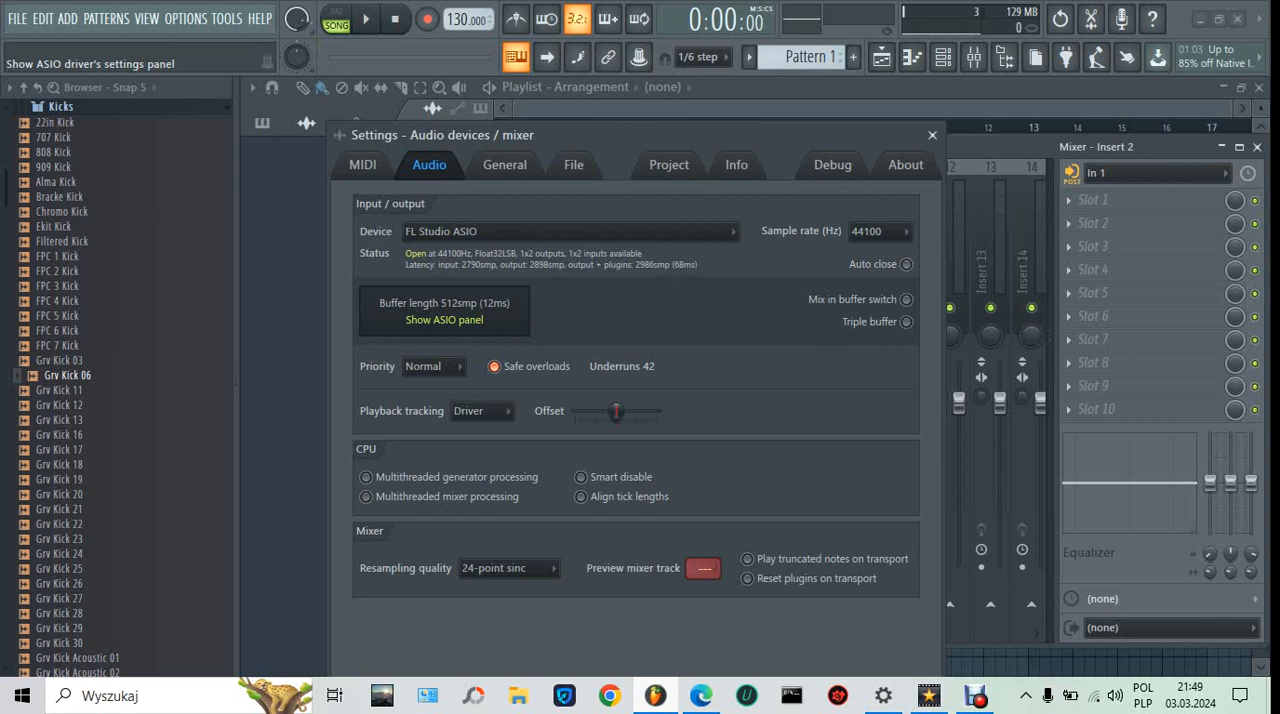 FILE EDIT ADD PATTERNS VIEW OPTIONS TOOLS HELP
PAT
SONG
130.000
3.2.1
0:00:00
M:S:CS
3
129 MB
0
Show ASIO driver's settings panel
1/6 step
Pattern 1
01.03 Up to
85% off Native I..
Browser - Snap 5
Playlist - Arrangement
(none)
Kicks
22in Kick
707 Kick
808 Kick
909 Kick
Alma Kick
Bracke Kick
Chromo Kick
Ekit Kick
Filtered Kick
FPC 1 Kick
FPC 2 Kick
FPC 3 Kick
FPC 4 Kick
FPC 5 Kick
FPC 6 Kick
FPC 7 Kick
Grv Kick 03
Grv Kick 06
Grv Kick 11
Grv Kick 12
Grv Kick 13
Grv Kick 16
Grv Kick 17
Grv Kick 18
Grv Kick 19
Grv Kick 20
Grv Kick 21
Grv Kick 22
Grv Kick 23
Grv Kick 24
Grv Kick 25
Grv Kick 26
Grv Kick 27
Grv Kick 28
Grv Kick 29
Grv Kick 30
Grv Kick Acoustic 01
Grv Kick Acoustic 02
Settings - Audio devices / mixer
MIDI
Audio
General
File
Project
Info
Debug
About
Input / output
Device
FL Studio ASIO
Sample rate (Hz)
44100
Status
Open at 44100Hz, Float32LSB, 1x2 outputs, 1x2 inputs available
Latency: input: 2790smp, output: 2898smp, output + plugins: 2986smp (68ms)
Auto close
Buffer length 512smp (12ms)
Show ASIO panel
Mix in buffer switch
Triple buffer
Priority
Normal
Safe overloads
Underruns 42
Playback tracking
Driver
Offset
CPU
Multithreaded generator processing
Smart disable
Multithreaded mixer processing
Align tick lengths
Mixer
Resampling quality
24-point sinc
Preview mixer track
---
Play truncated notes on transport
Reset plugins on transport
12
13
14
15
16
17
12
13
14
Insert 13
Insert 14
Mixer - Insert 2
POST
In 1
Slot 1
Slot 2
Slot 3
Slot 4
Slot 5
Slot 6
Slot 7
Slot 8
Slot 9
Slot 10
Equalizer
(none)
(none)
Wyszukaj
POL
PLP
21:49
03.03.2024